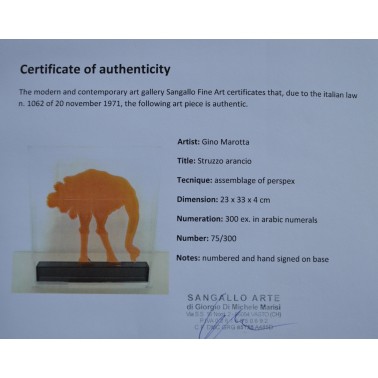 Certificate of authenticity
The modern and contemporary art gallery Sangallo Fine Art certificates that, due to the italian law
n. 1062 of 20 november 1971, the following art piece is authentic.
Artist: Gino Marotta
Title: Struzzo arancio
Tecnique: assemblage of perspex
Dimension: 23 x 33 x 4 cm
Numeration: 300 ex. in arabic numerals
Number: 75/300
Notes: numbered and hand signed on base
SANGALLO ARTE
di Giorgio Di Michele Marisi